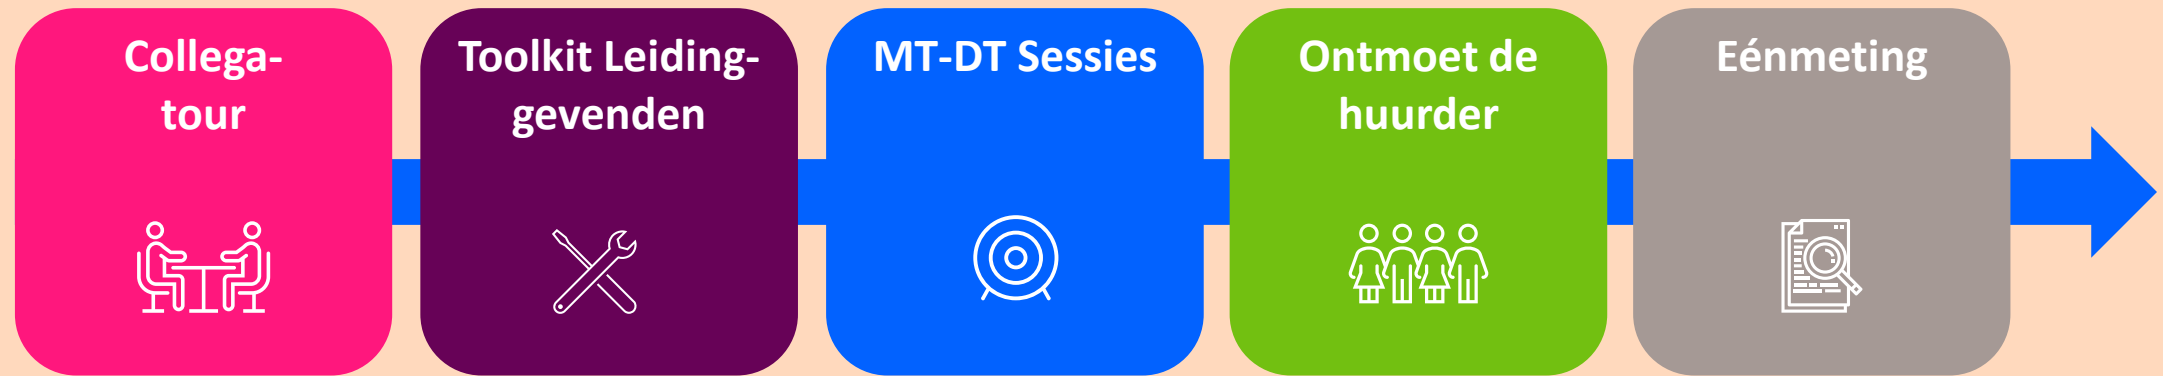 Collega-
tour
Toolkit Leiding-
gevenden
MT-DT Sessies
Ontmoet de
huurder
Eénmeting